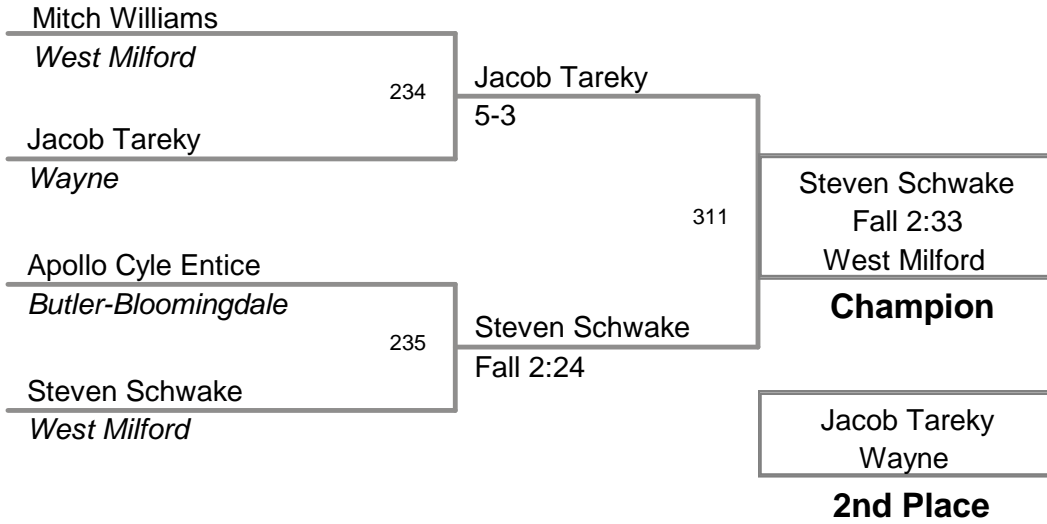 Mitch Williams
West Milford
234
Jacob Tareky
5-3
Jacob Tareky
Wayne
Steven Schwake
Fall 2:33
West Milford
311
Champion
Apollo Cyle Entice
Butler-Bloomingdale
235
Steven Schwake
Fall 2:24
Steven Schwake
West Milford
Jacob Tareky
Wayne
2nd Place